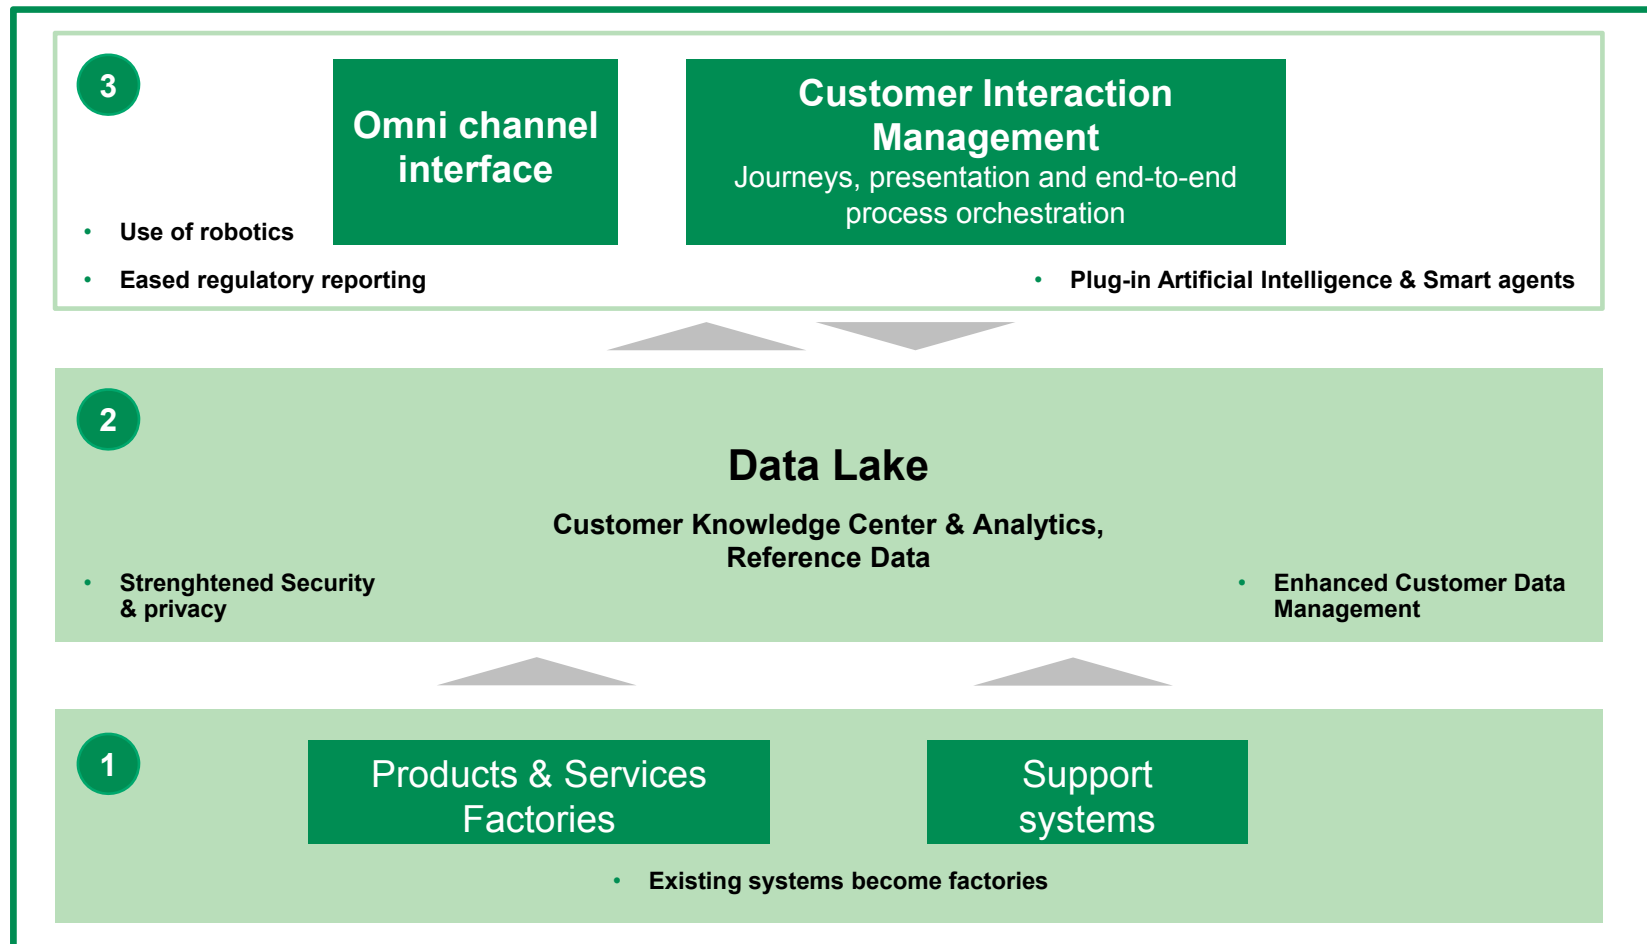 3
Omni channel
interface
Customer Interaction
Management
Journeys, presentation and end-to-end
process orchestration
• Use of robotics
• Eased regulatory reporting
• Plug-in Artificial Intelligence & Smart agents
2
Data Lake
Customer Knowledge Center & Analytics,
Reference Data
• Strenghtened Security
& privacy
• Enhanced Customer Data
Management
1
Products & Services
Factories
Support
systems
• Existing systems become factories